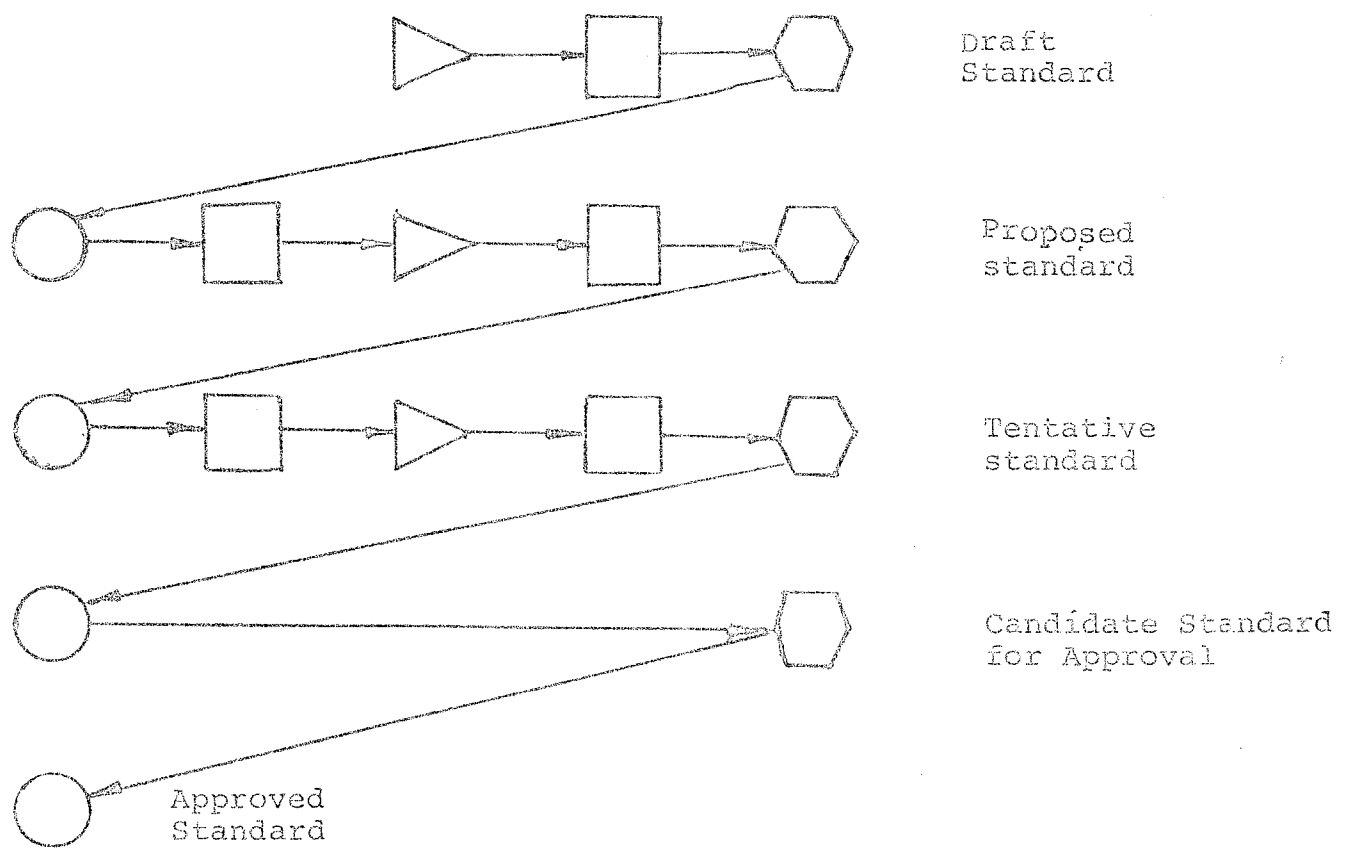 Draft
Standard
Proposed
standard
Tentative
standard
Candidate Standard
for Approval
Approved
Standard